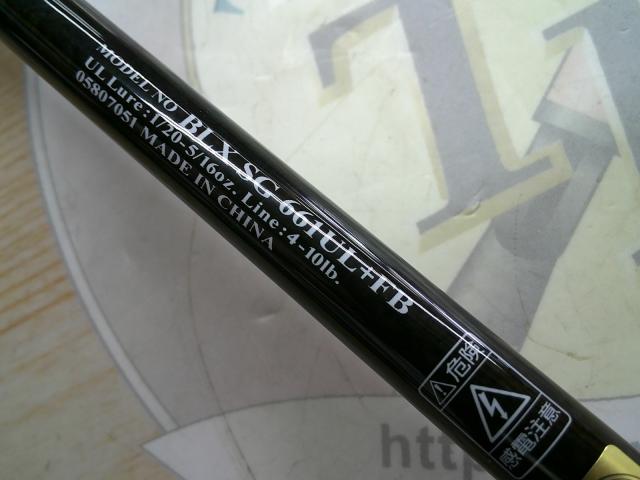 MODEL NO BLX SG 661UL+FB
UL Lure:1/20-5/16oz. Line:4-10lb.
05807051 MADE IN CHINA
危険
感電注意
http